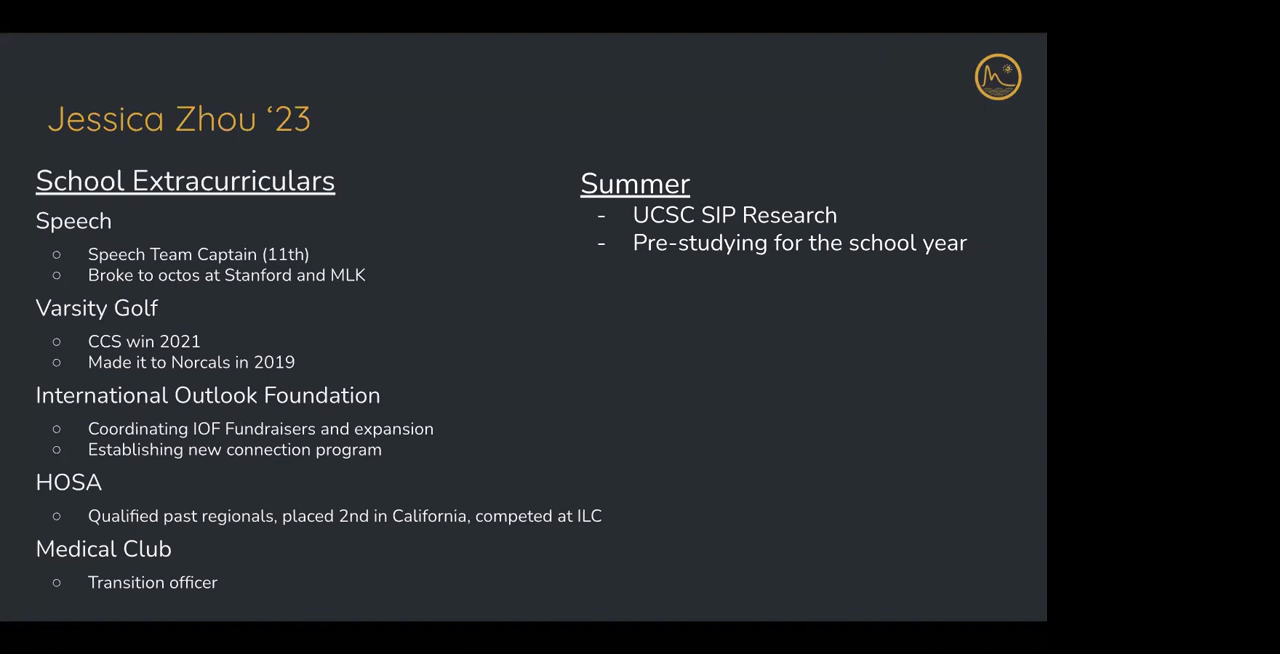 Jessica Zhou ‘23
School Extracurriculars
Speech
○ Speech Team Captain (11th)
○ Broke to octos at Stanford and MLK
Varsity Golf
○ CCS win 2021
○ Made it to Norcals in 2019
International Outlook Foundation
○ Coordinating IOF Fundraisers and expansion
○ Establishing new connection program
HOSA
○ Qualified past regionals, placed 2nd in California, competed at ILC
Medical Club
○ Transition officer
Summer
- UCSC SIP Research
- Pre-studying for the school year